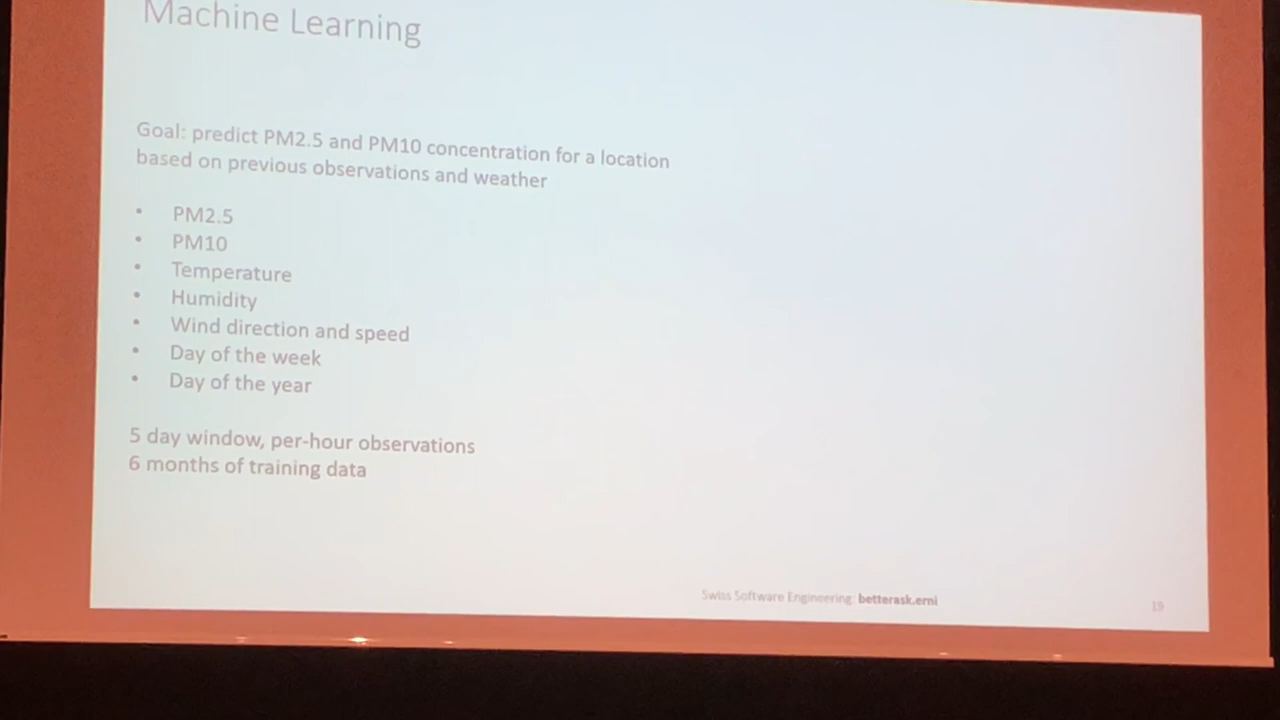 Machine Learning
Goal: predict PM2.5 and PM10 concentration for a location
based on previous observations and weather
• PM2.5
• PM10
• Temperature
• Humidity
• Wind direction and speed
• Day of the week
• Day of the year
5 day window, per-hour observations
6 months of training data
Swiss Software Engineering betterask.erni
19